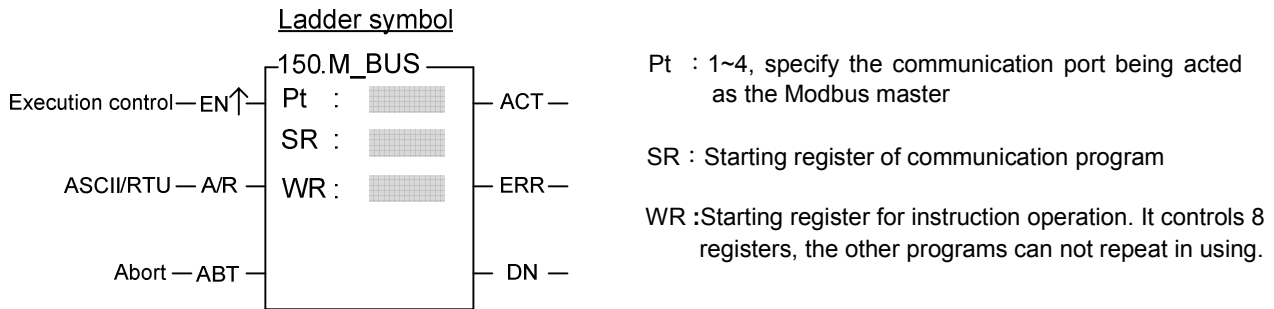 Ladder symbol
150.M_BUS
Execution control EN↑ Pt : ACT
SR :
ASCII/RTU A/R WR : ERR
Abort ABT DN
Pt : 1~4, specify the communication port being acted
as the Modbus master
SR : Starting register of communication program
WR :Starting register for instruction operation. It controls 8
registers, the other programs can not repeat in using.